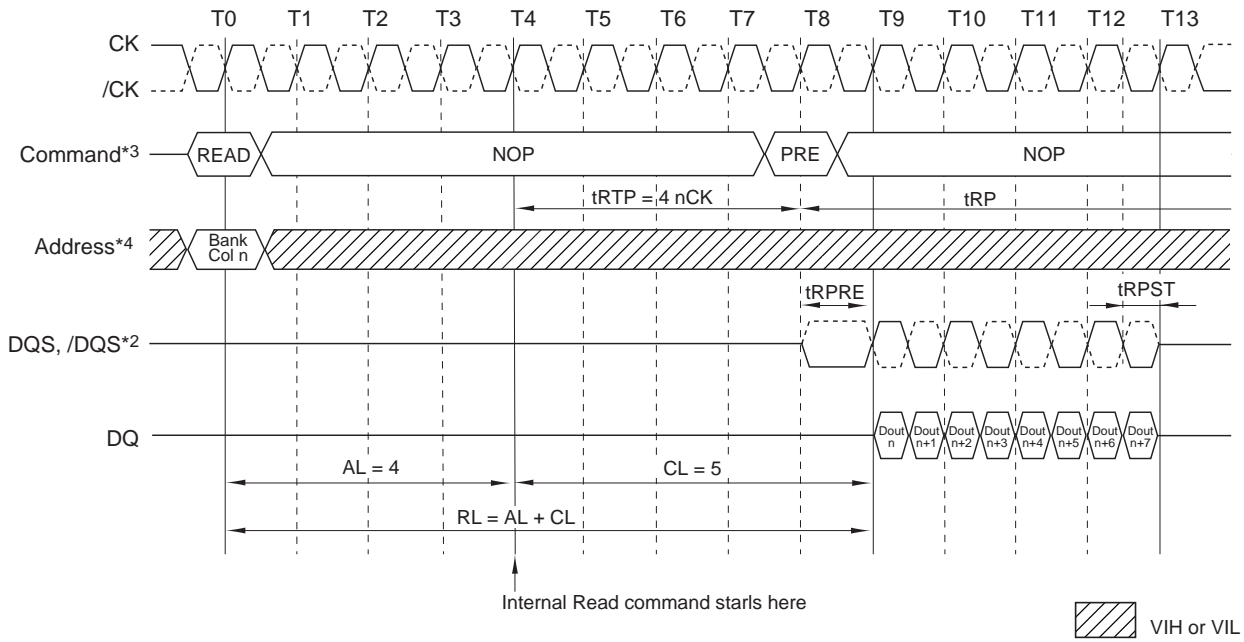 T0 T1 T2 T3 T4 T5 T6 T7 T8 T9 T10 T11 T12 T13
CK
/CK
Command*3 READ NOP PRE NOP
tRTP = 4 nCK tRP
Address*4 Bank Col n
tRPRE tRPST
DQS, /DQS*2
DQ Dout n Dout n+1 Dout n+2 Dout n+3 Dout n+4 Dout n+5 Dout n+6 Dout n+7
AL = 4 CL = 5
RL = AL + CL
Internal Read command starls here
VIH or VIL